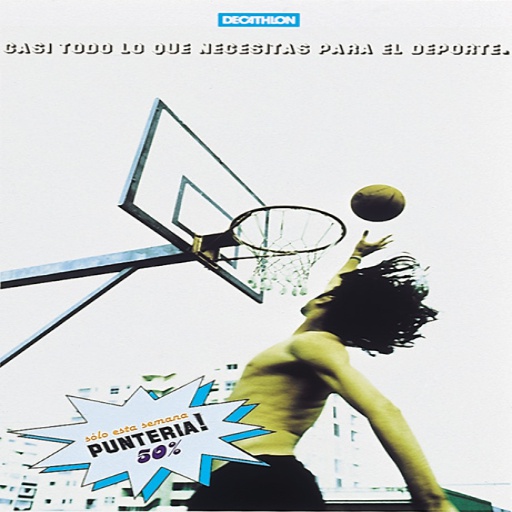 DECATHLON
CASI TODO LO QUE NECESITAS PARA EL DEPORTE.
sólo esta semana
PUNTERIA!
50%